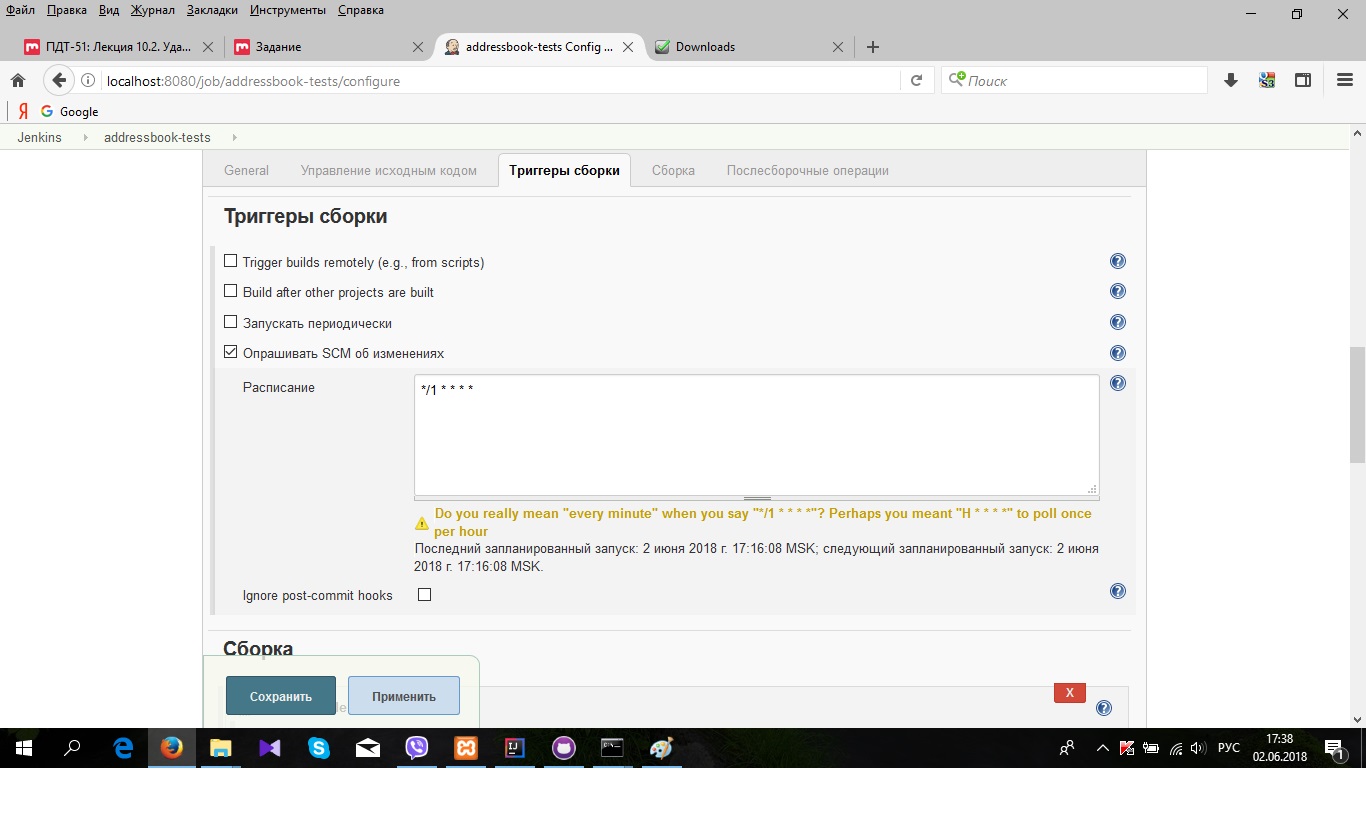 Файл Правка Вид Журнал Закладки Инструменты Справка
ПДТ-51: Лекция 10.2. Уда... Задание addressbook-tests Config ... Downloads
localhost:8080/job/addressbook-tests/configure Поиск
Я Google
Jenkins addressbook-tests
General Управление исходным кодом Триггеры сборки Сборка Послесборочные операции
Триггеры сборки
Trigger builds remotely (e.g., from scripts)
Build after other projects are built
Запускать периодически
Опрашивать SCM об изменениях
Расписание */1 * * * *
Do you really mean "every minute" when you say "*/1 * * * *"? Perhaps you meant "H * * * *" to poll once
per hour
Последний запланированный запуск: 2 июня 2018 г. 17:16:08 MSK; следующий запланированный запуск: 2 июня
2018 г. 17:16:08 MSK.
Ignore post-commit hooks
Сборка
X
Сохранить Применить
РУС 17:38
02.06.2018
1